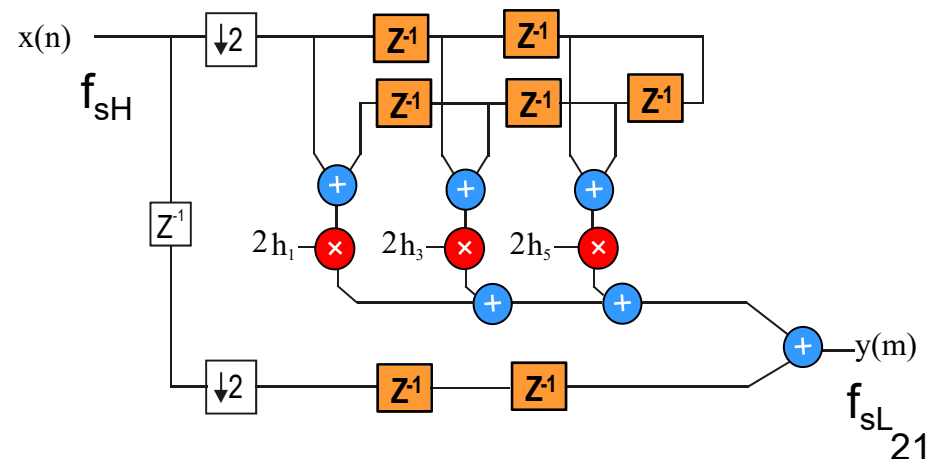 x(n)
↓2
Z⁻¹
Z⁻¹
f_sH
Z⁻¹
Z⁻¹
Z⁻¹
+
+
+
Z⁻¹
2h₁
×
2h₃
×
2h₅
×
+
+
+
y(m)
↓2
Z⁻¹
Z⁻¹
f_sL
21